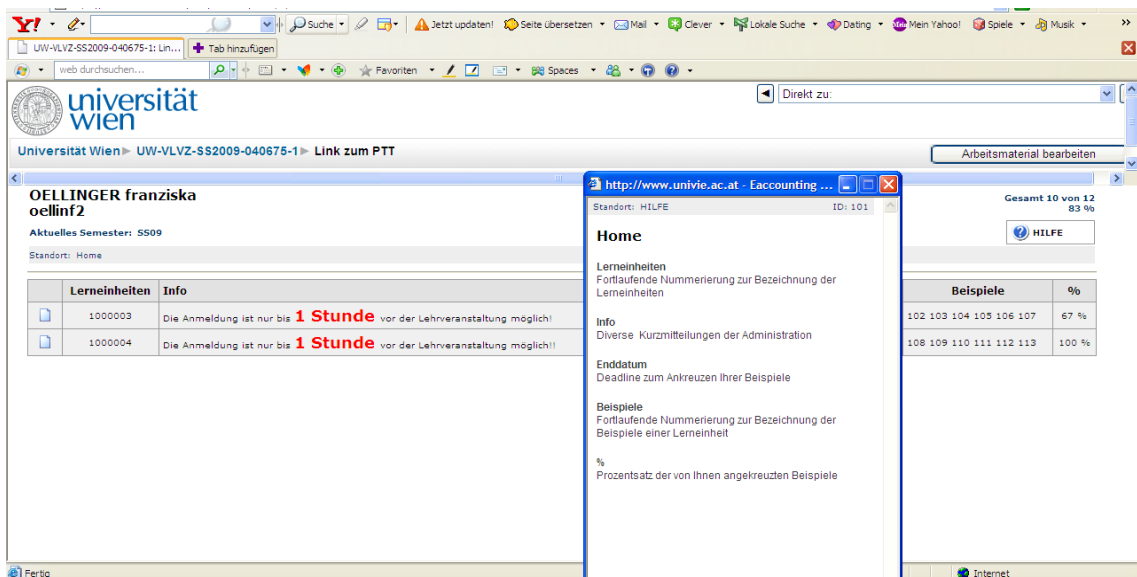 Y! Suche Jetzt updaten! Seite übersetzen Mail Clever Lokale Suche Dating Mein Yahoo! Spiele Musik »
UW-VLVZ-SS2009-040675-1: Lin... Tab hinzufügen
web durchsuchen... Favoriten Spaces
universität
wien
Direkt zu:
Universität Wien UW-VLVZ-SS2009-040675-1 Link zum PTT
Arbeitsmaterial bearbeiten
OELLINGER franziska
oellinf2
Gesamt 10 von 12
83 %
Aktuelles Semester: SS09
HILFE
Standort: Home
Lerneinheiten Info Beispiele %
1000003 Die Anmeldung ist nur bis 1 Stunde vor der Lehrveranstaltung möglich! 102 103 104 105 106 107 67 %
1000004 Die Anmeldung ist nur bis 1 Stunde vor der Lehrveranstaltung möglich!! 108 109 110 111 112 113 100 %
http://www.univie.ac.at - Eaccounting ...
Standort: HILFE ID: 101
Home
Lerneinheiten
Fortlaufende Nummerierung zur Bezeichnung der
Lerneinheiten
Info
Diverse Kurzmitteilungen der Administration
Enddatum
Deadline zum Ankreuzen Ihrer Beispiele
Beispiele
Fortlaufende Nummerierung zur Bezeichnung der
Beispiele einer Lerneinheit
%
Prozentsatz der von Ihnen angekreuzten Beispiele
Fertig
Internet